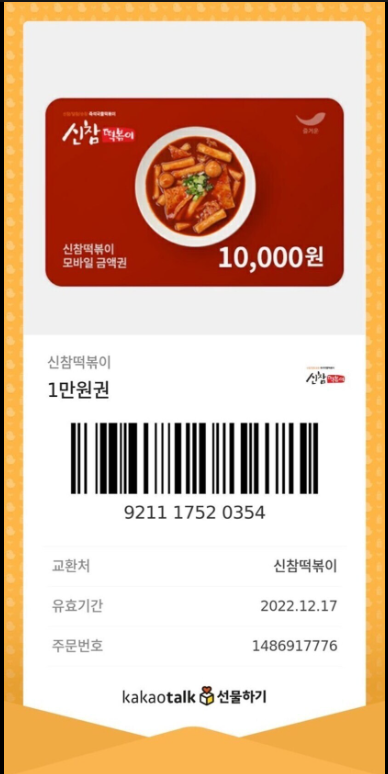 신참떡볶이
신참떡볶이
모바일 금액권
10,000원
신참떡볶이
1만원권
신참떡볶이
9211 1752 0354
교환처 신참떡볶이
유효기간 2022.12.17
주문번호 1486917776
kakaotalk 선물하기